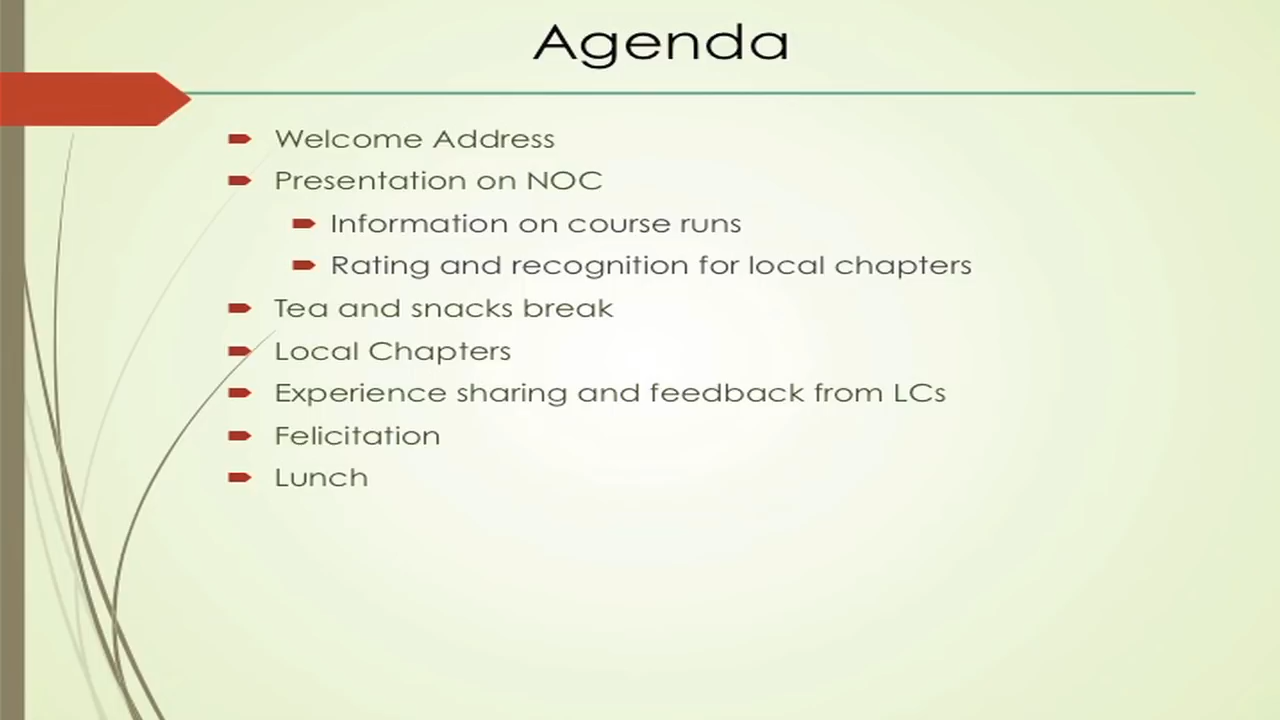 Agenda
Welcome Address
Presentation on NOC
Information on course runs
Rating and recognition for local chapters
Tea and snacks break
Local Chapters
Experience sharing and feedback from LCs
Felicitation
Lunch